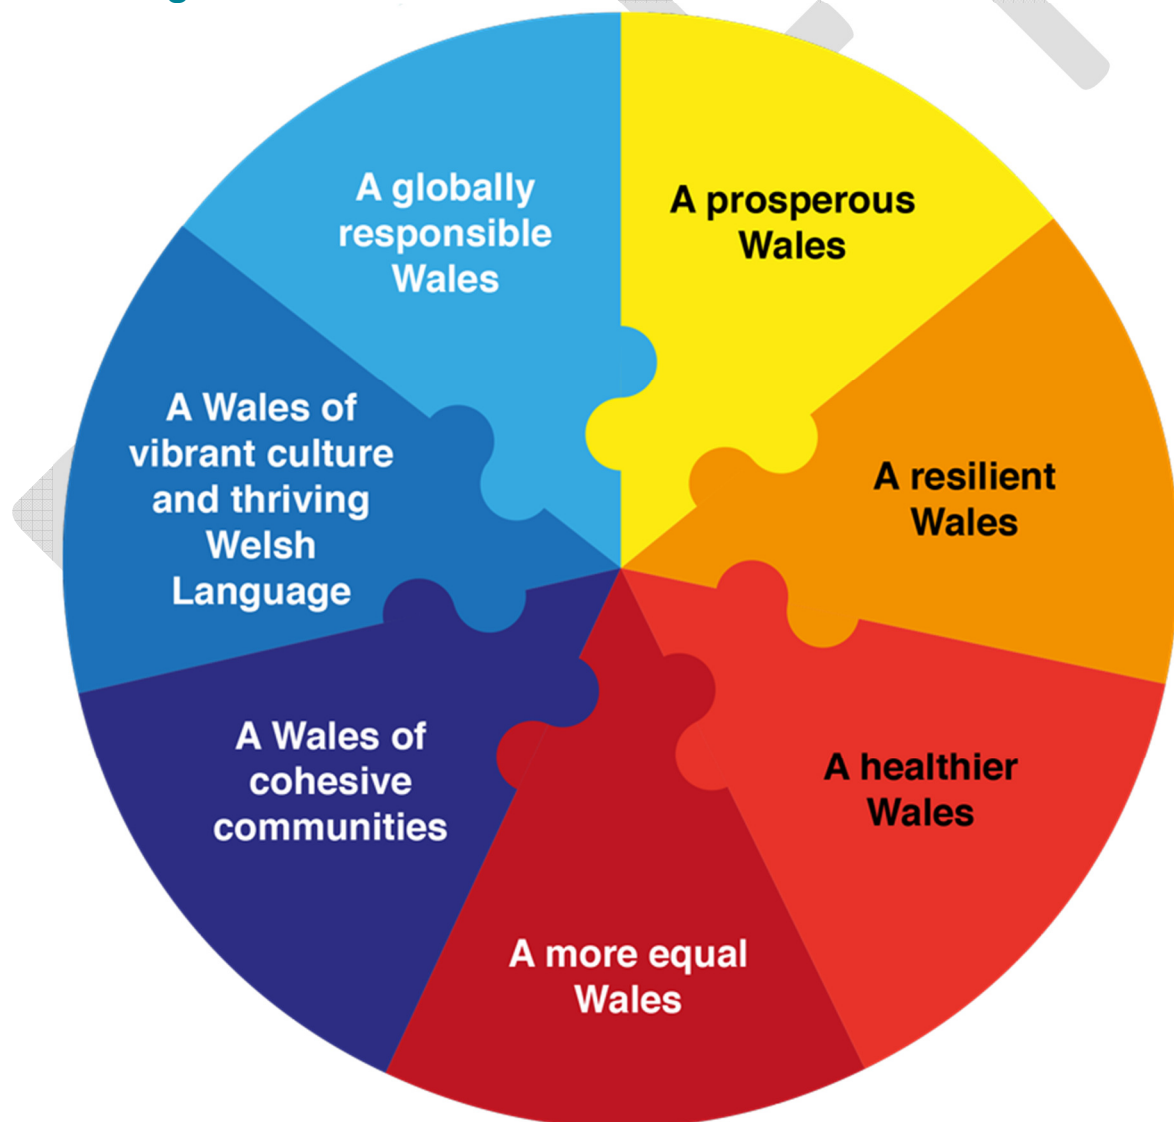 A globally
responsible
Wales
A prosperous
Wales
A resilient
Wales
A healthier
Wales
A more equal
Wales
A Wales of
cohesive
communities
A Wales of
vibrant culture
and thriving
Welsh
Language